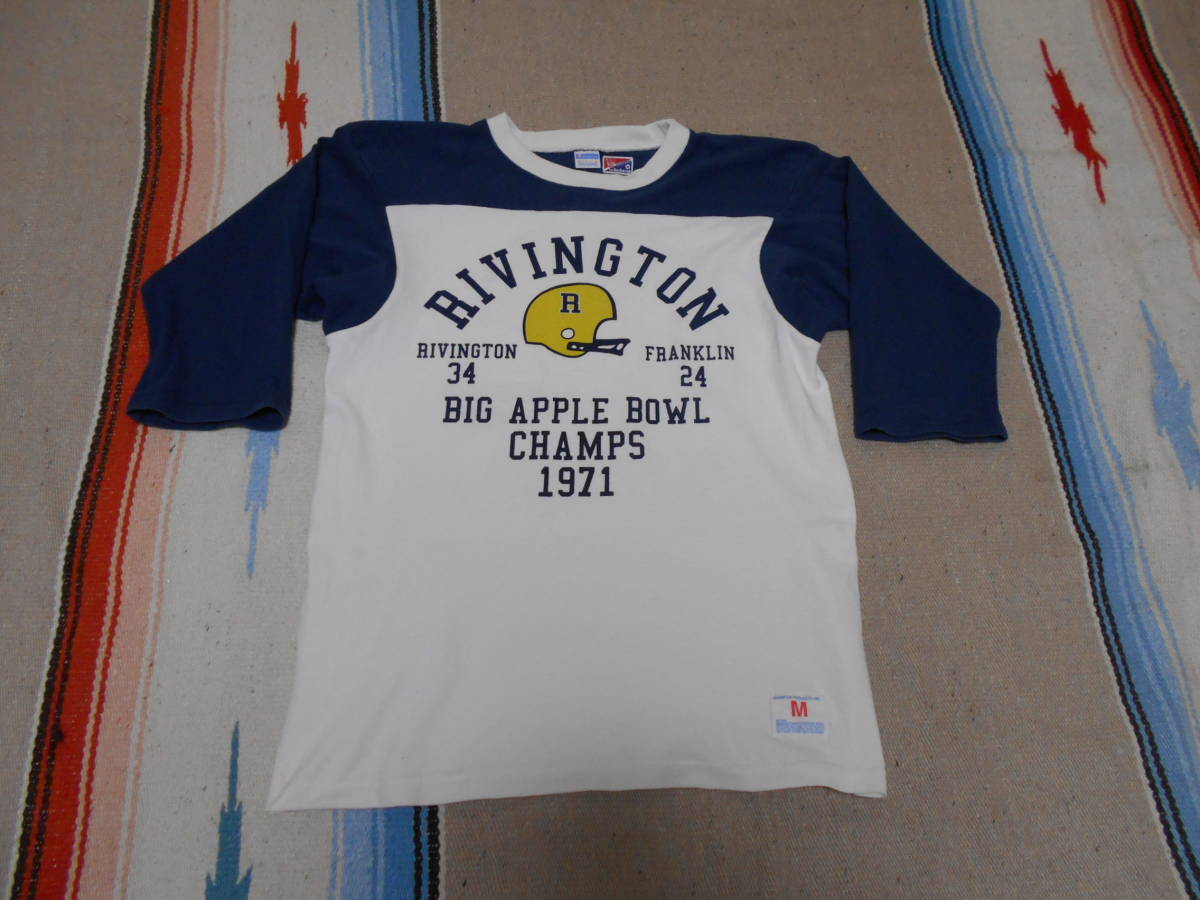 RIVINGTON
R
RIVINGTON FRANKLIN
34 24
BIG APPLE BOWL
CHAMPS
1971
M